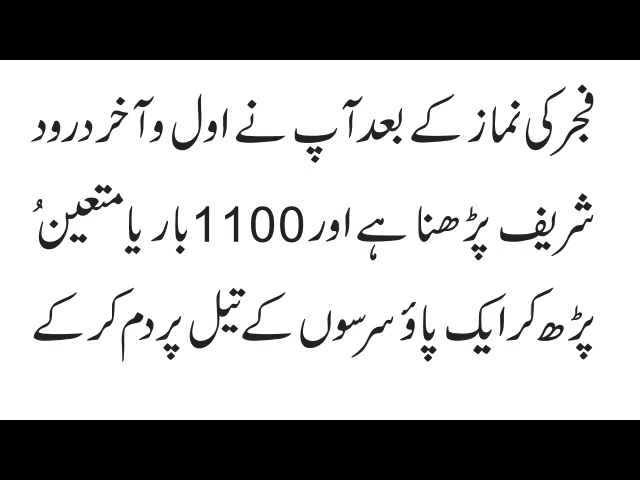 فجر کی نماز کے بعد آپ نے اول و آخر درود
شریف پڑھنا ہے اور 1100 بار یا متعینُ
پڑھ کر ایک پاؤ سرسوں کے تیل پر دم کر کے